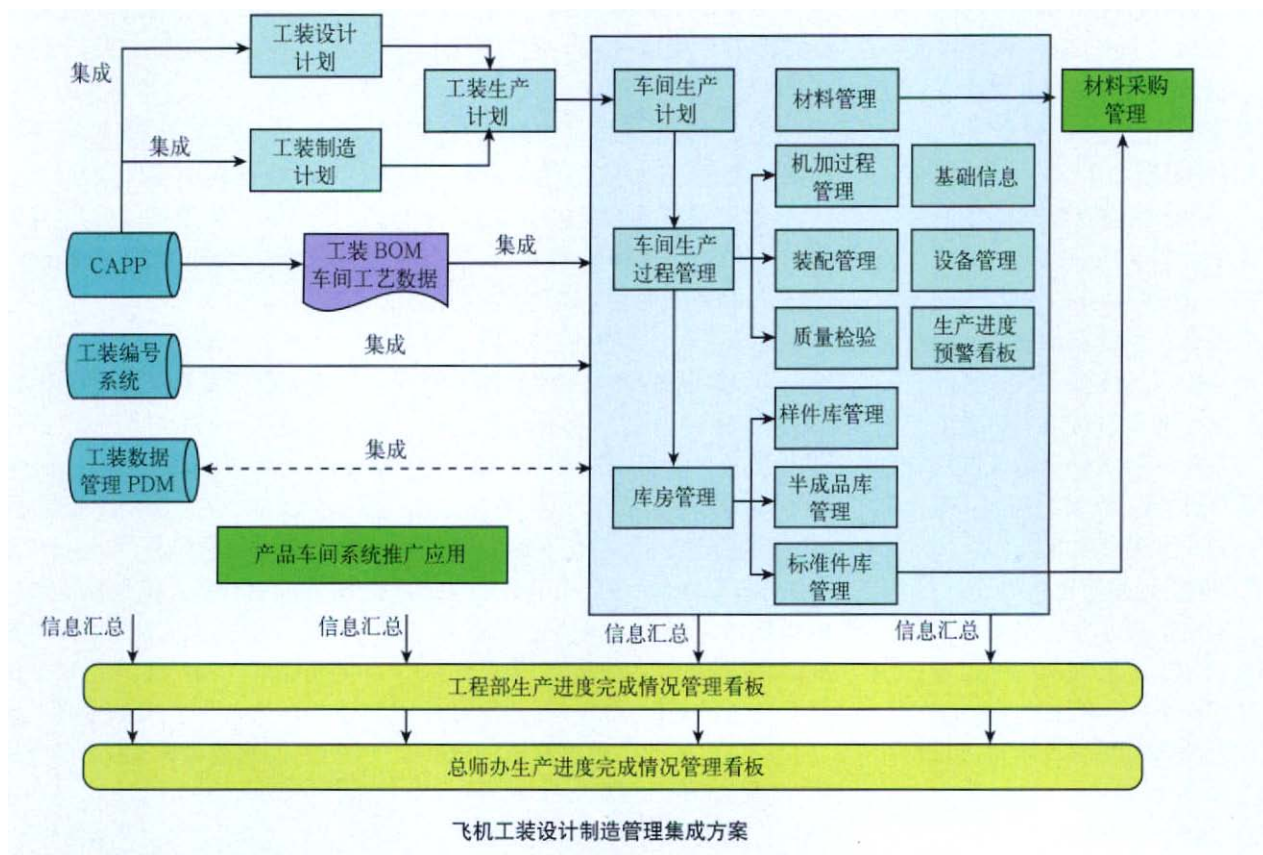 工装设计
计划
集成
工装生产
计划
车间生产
计划
材料管理
材料采购
管理
集成
工装制造
计划
机加过程
管理
基础信息
CAPP
工装 BOM
车间工艺数据
集成
车间生产
过程管理
装配管理
设备管理
工装编号
系统
集成
质量检验
生产进度
预警看板
样件库管理
工装数据
管理 PDM
集成
库房管理
半成品库
管理
产品车间系统推广应用
标准件库
管理
信息汇总
信息汇总
信息汇总
信息汇总
工程部生产进度完成情况管理看板
总师办生产进度完成情况管理看板
飞机工装设计制造管理集成方案